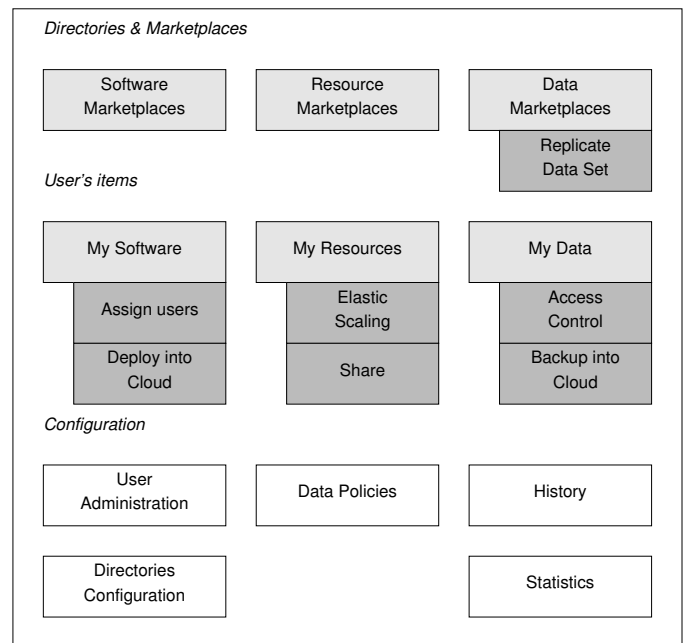 Directories & Marketplaces
Software
Marketplaces
Resource
Marketplaces
Data
Marketplaces
Replicate
Data Set
User's items
My Software
My Resources
My Data
Assign users
Elastic
Scaling
Access
Control
Deploy into
Cloud
Share
Backup into
Cloud
Configuration
User
Administration
Data Policies
History
Directories
Configuration
Statistics